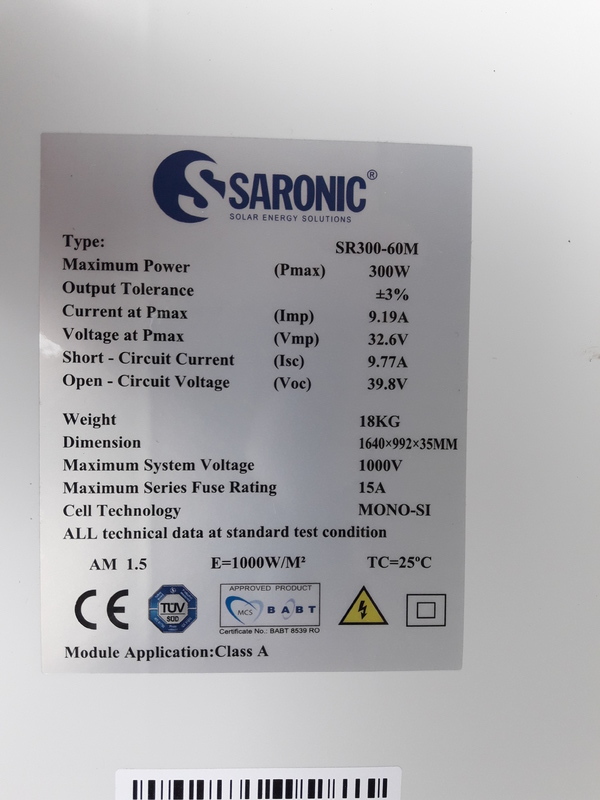 SARONIC®
SOLAR ENERGY SOLUTIONS
Type: SR300-60M
Maximum Power (Pmax) 300W
Output Tolerance ±3%
Current at Pmax (Imp) 9.19A
Voltage at Pmax (Vmp) 32.6V
Short - Circuit Current (Isc) 9.77A
Open - Circuit Voltage (Voc) 39.8V
Weight 18KG
Dimension 1640×992×35MM
Maximum System Voltage 1000V
Maximum Series Fuse Rating 15A
Cell Technology MONO-SI
ALL technical data at standard test condition
AM 1.5 E=1000W/M² TC=25ºC
CE
TÜV
SÜD
APPROVED PRODUCT
MCS BABT
Certificate No.: BABT 8539 RO
Module Application:Class A